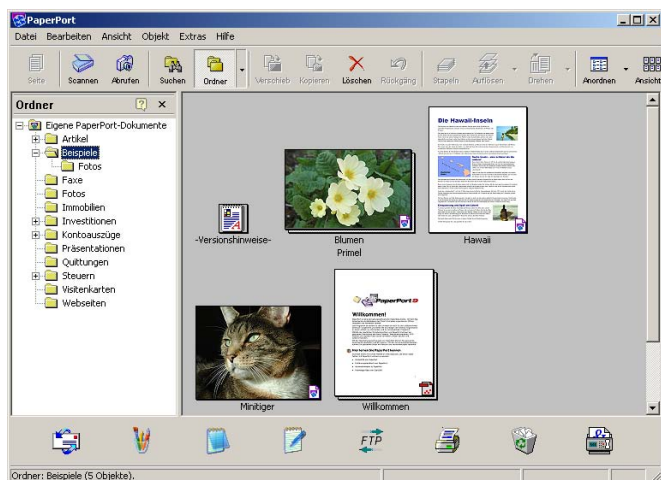 PaperPort
Datei Bearbeiten Ansicht Objekt Extras Hilfe
Seite Scannen Abrufen Suchen Ordner Verschieb Kopieren Löschen Rückgäng Stapeln Auflösen Drehen Anordnen Ansicht
Ordner
Eigene PaperPort-Dokumente
Artikel
Beispiele
Fotos
Faxe
Fotos
Immobilien
Investitionen
Kontoauszüge
Präsentationen
Quittungen
Steuern
Visitenkarten
Webseiten
Die Hawaii-Inseln
-Versionshinweise-
Blumen
Primel
Hawaii
PaperPort
Willkommen!
Minitiger
Willkommen
FTP
Ordner: Beispiele (5 Objekte).